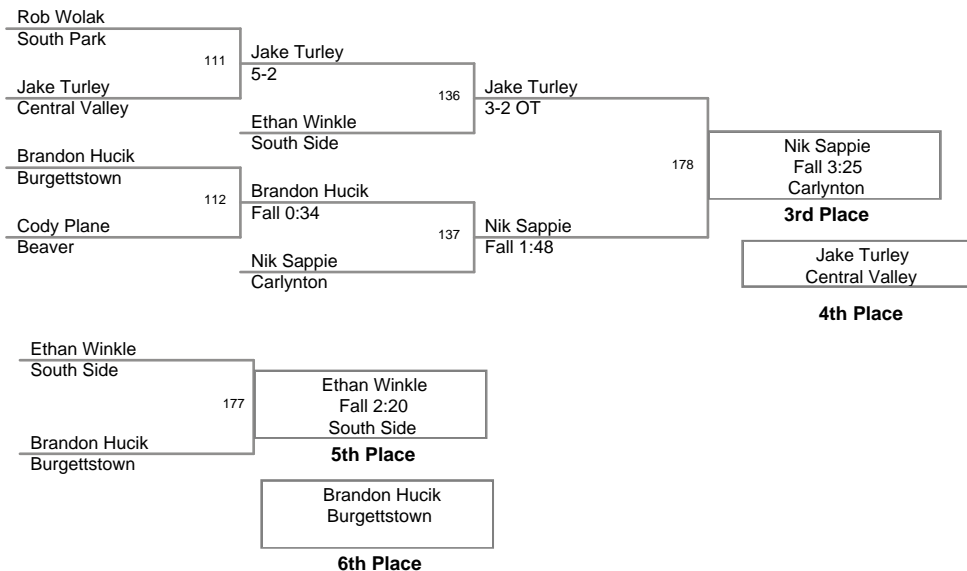 Rob Wolak
South Park
111
Jake Turley
Central Valley
Jake Turley
5-2
136
Ethan Winkle
South Side
Jake Turley
3-2 OT
Brandon Hucik
Burgettstown
112
Cody Plane
Beaver
Brandon Hucik
Fall 0:34
137
Nik Sappie
Carlynton
Nik Sappie
Fall 1:48
178
Nik Sappie
Fall 3:25
Carlynton
3rd Place
Jake Turley
Central Valley
4th Place
Ethan Winkle
South Side
177
Brandon Hucik
Burgettstown
Ethan Winkle
Fall 2:20
South Side
5th Place
Brandon Hucik
Burgettstown
6th Place